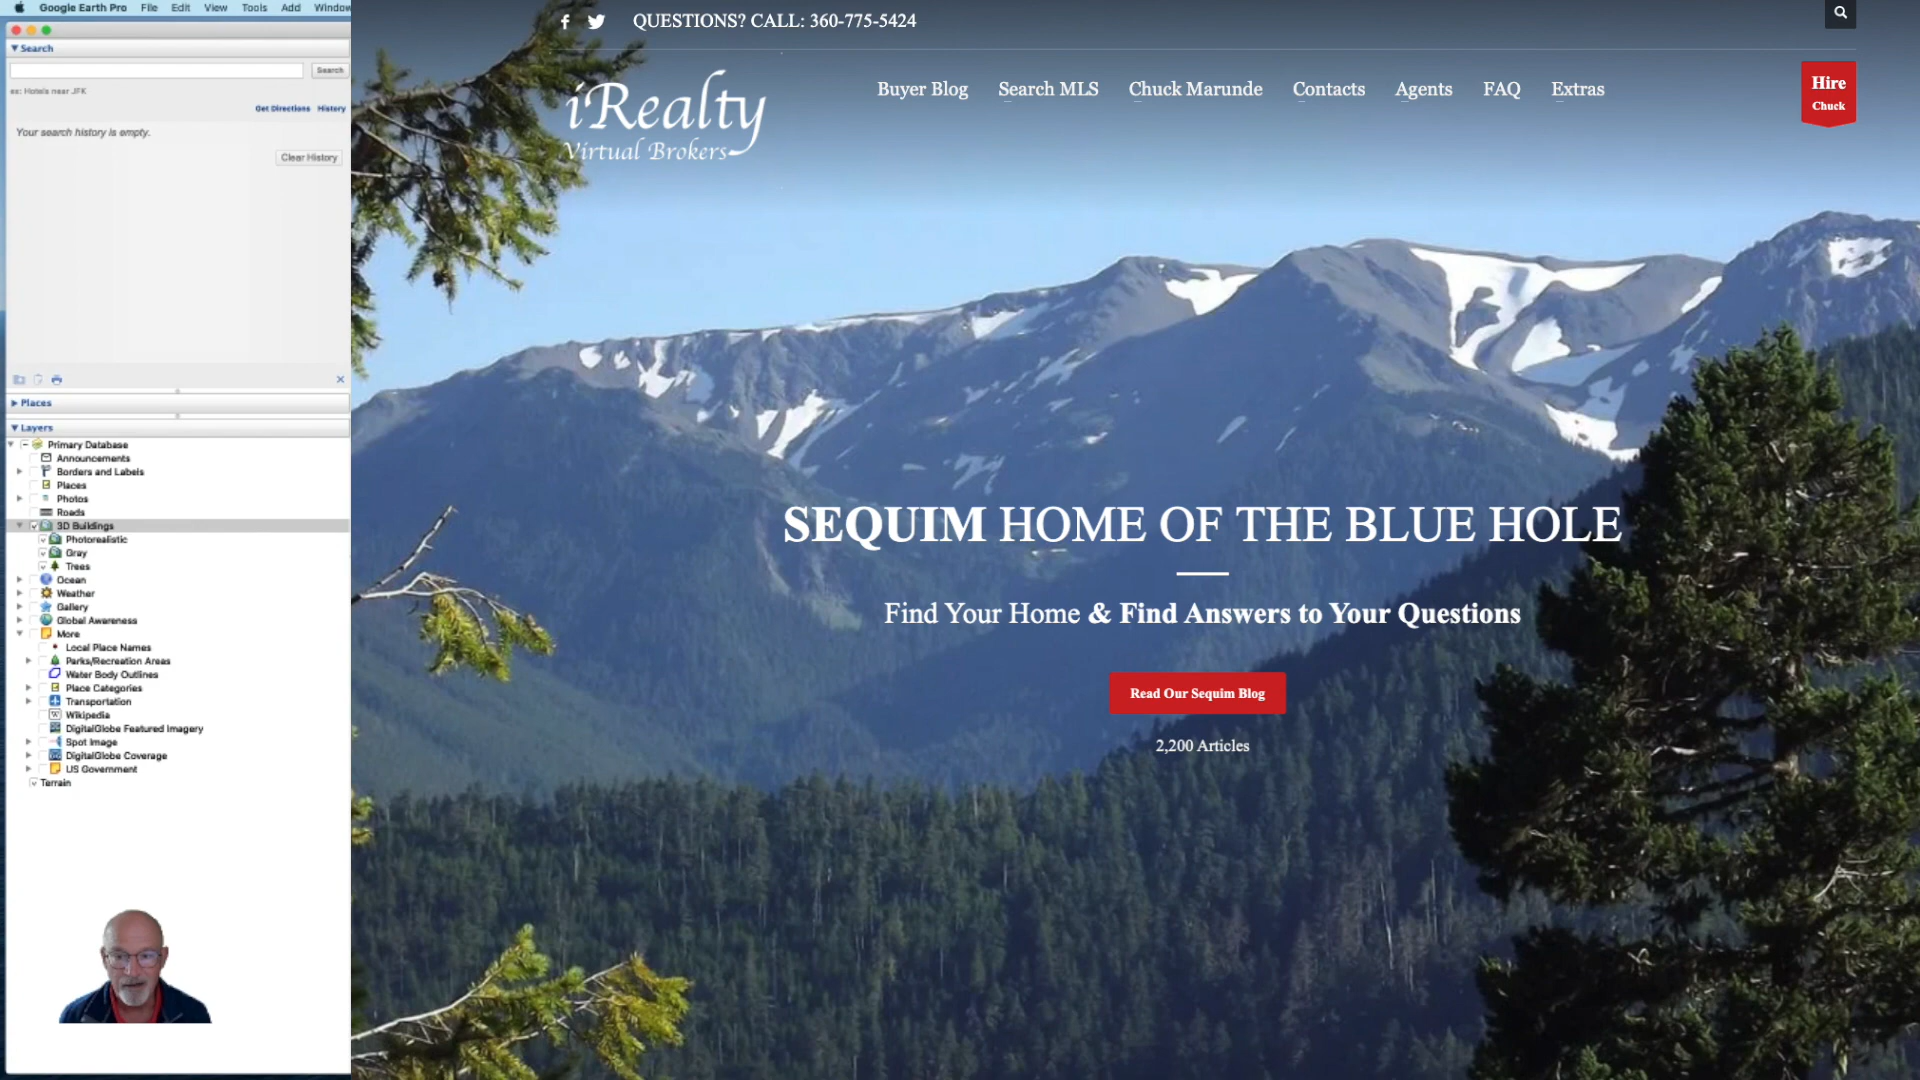 Google Earth Pro File Edit View Tools Add Window
Search
Search
ex: Hotels near JFK
Get Directions History
Your search history is empty.
Clear History
Places
Layers
Primary Database
Announcements
Borders and Labels
Places
Photos
Roads
3D Buildings
Photorealistic
Gray
Trees
Ocean
Weather
Gallery
Global Awareness
More
Local Place Names
Parks/Recreation Areas
Water Body Outlines
Place Categories
Transportation
Wikipedia
DigitalGlobe Featured Imagery
Spot Image
DigitalGlobe Coverage
US Government
Terrain
QUESTIONS? CALL: 360-775-5424
iRealty
Virtual Brokers
Buyer Blog Search MLS Chuck Marunde Contacts Agents FAQ Extras
Hire
Chuck
SEQUIM HOME OF THE BLUE HOLE
Find Your Home & Find Answers to Your Questions
Read Our Sequim Blog
2,200 Articles